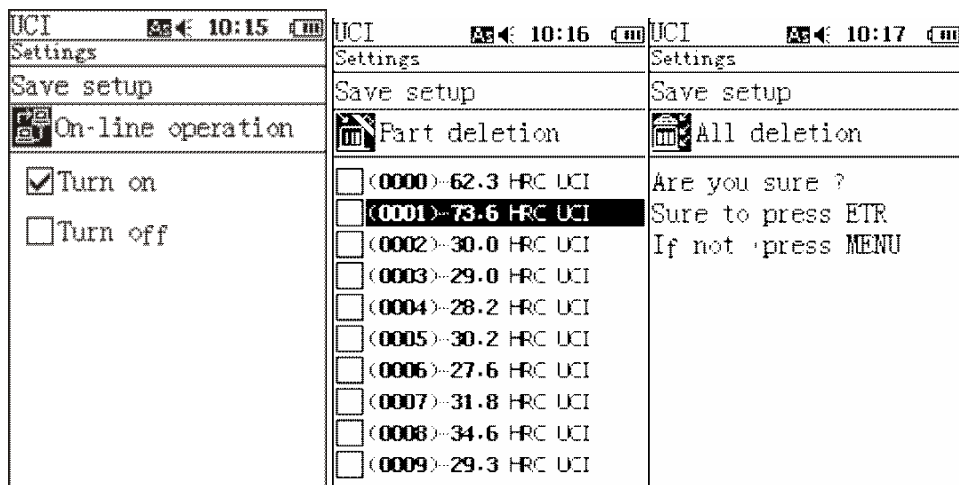 UCI 10:15
Settings
Save setup
On-line operation
Turn on
Turn off
UCI 10:16
Settings
Save setup
Part deletion
(0000)--62.3 HRC UCI
(0001)--73.6 HRC UCI
(0002)--30.0 HRC UCI
(0003)--29.0 HRC UCI
(0004)--28.2 HRC UCI
(0005)--30.2 HRC UCI
(0006)--27.6 HRC UCI
(0007)--31.8 HRC UCI
(0008)--34.6 HRC UCI
(0009)--29.3 HRC UCI
UCI 10:17
Settings
Save setup
All deletion
Are you sure ?
Sure to press ETR
If not ,press MENU